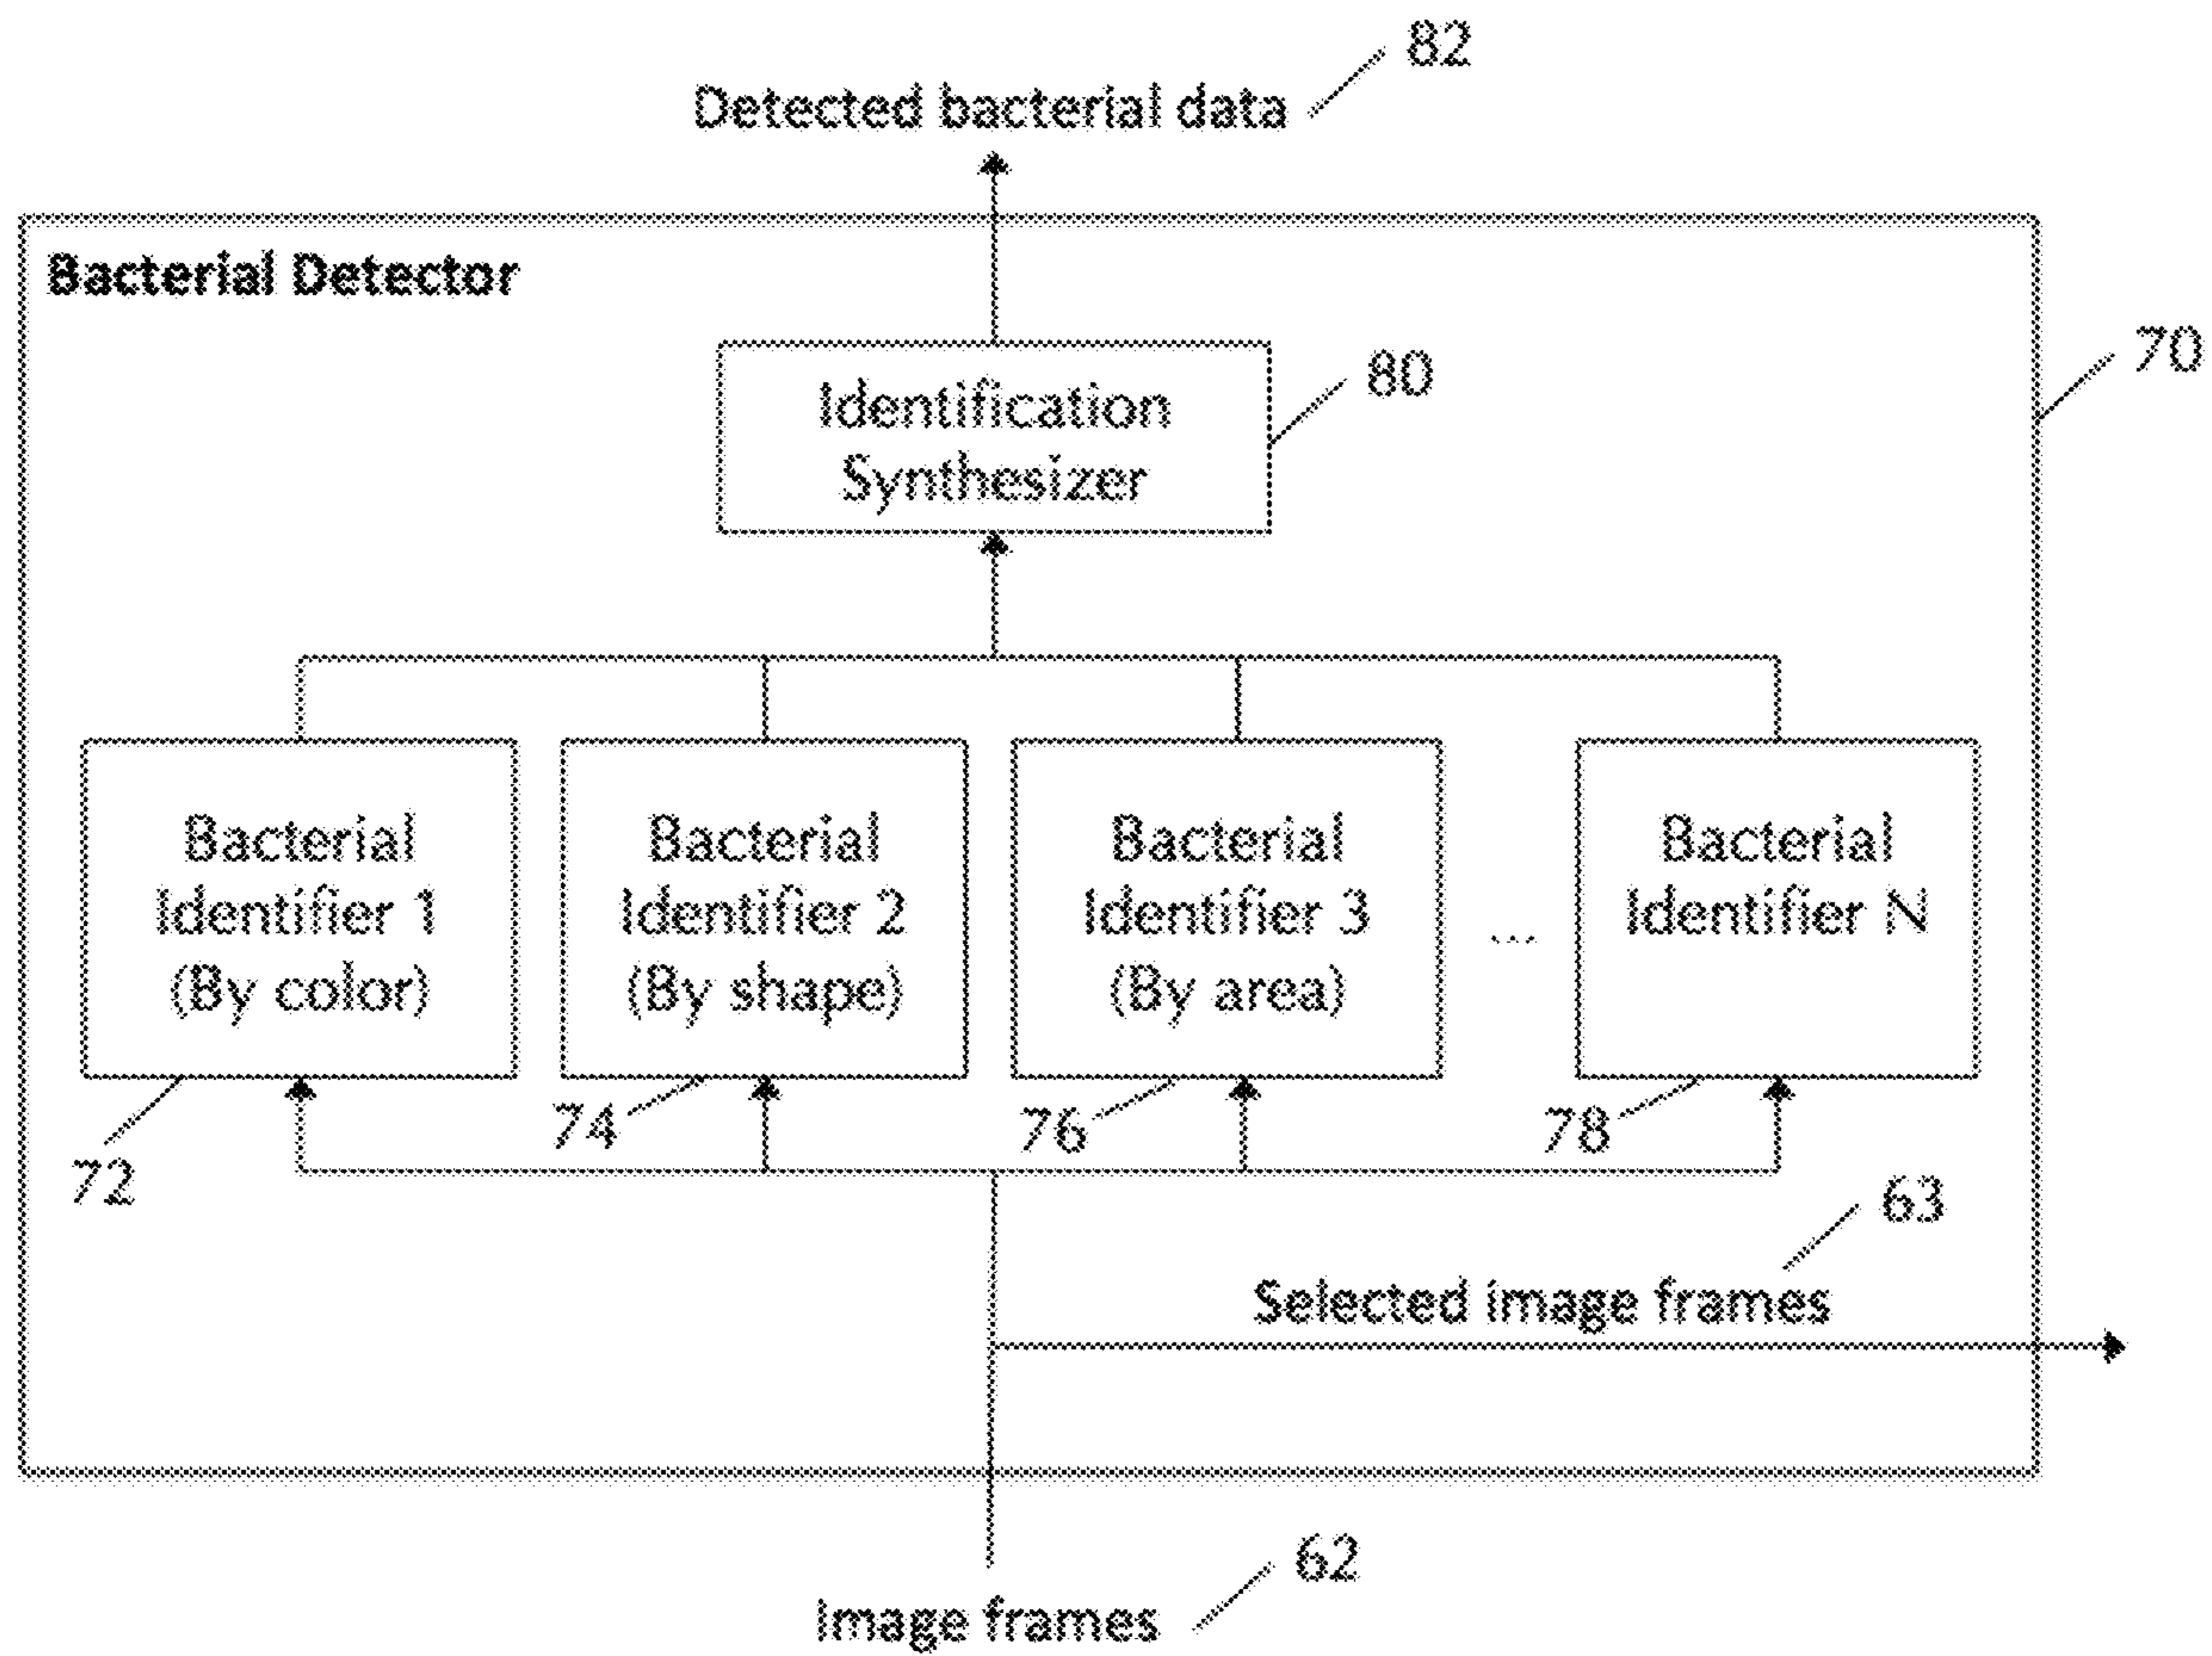 82
Detected bacterial data
Bacterial Detector
70
80
Identification
Synthesizer
Bacterial
Identifier 1
(By color)
Bacterial
Identifier 2
(By shape)
Bacterial
Identifier 3
(By area)
...
Bacterial
Identifier N
72
74
76
78
63
Selected image frames
62
Image frames